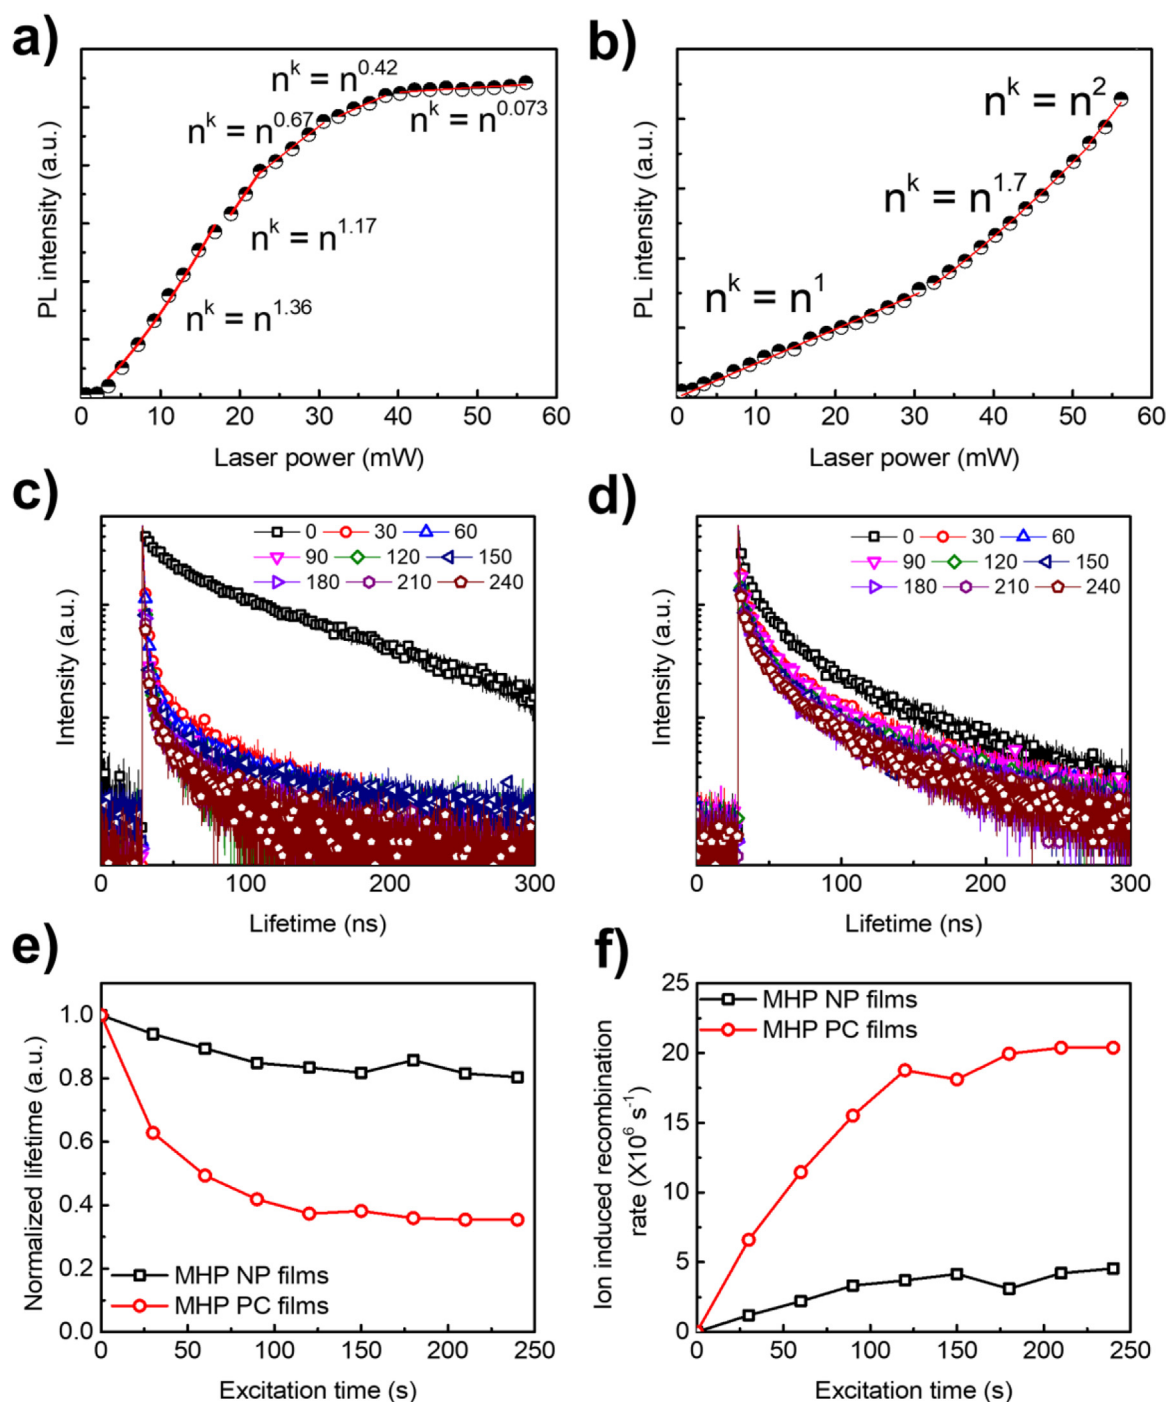 a)
PL intensity (a.u.)
n^k = n^0.42
n^k = n^0.67
n^k = n^0.073
n^k = n^1.17
n^k = n^1.36
0 10 20 30 40 50 60
Laser power (mW)
b)
PL intensity (a.u.)
n^k = n^2
n^k = n^1.7
n^k = n^1
0 10 20 30 40 50 60
Laser power (mW)
c)
Intensity (a.u.)
0 30 60
90 120 150
180 210 240
0 100 200 300
Lifetime (ns)
d)
Intensity (a.u.)
0 30 60
90 120 150
180 210 240
0 100 200 300
Lifetime (ns)
e)
Normalized lifetime (a.u.)
1.0
0.8
0.6
0.4
0.2
0.0
MHP NP films
MHP PC films
0 50 100 150 200 250
Excitation time (s)
f)
Ion induced recombination
rate (X10^6 s^-1)
25
20
15
10
5
0
MHP NP films
MHP PC films
0 50 100 150 200 250
Excitation time (s)